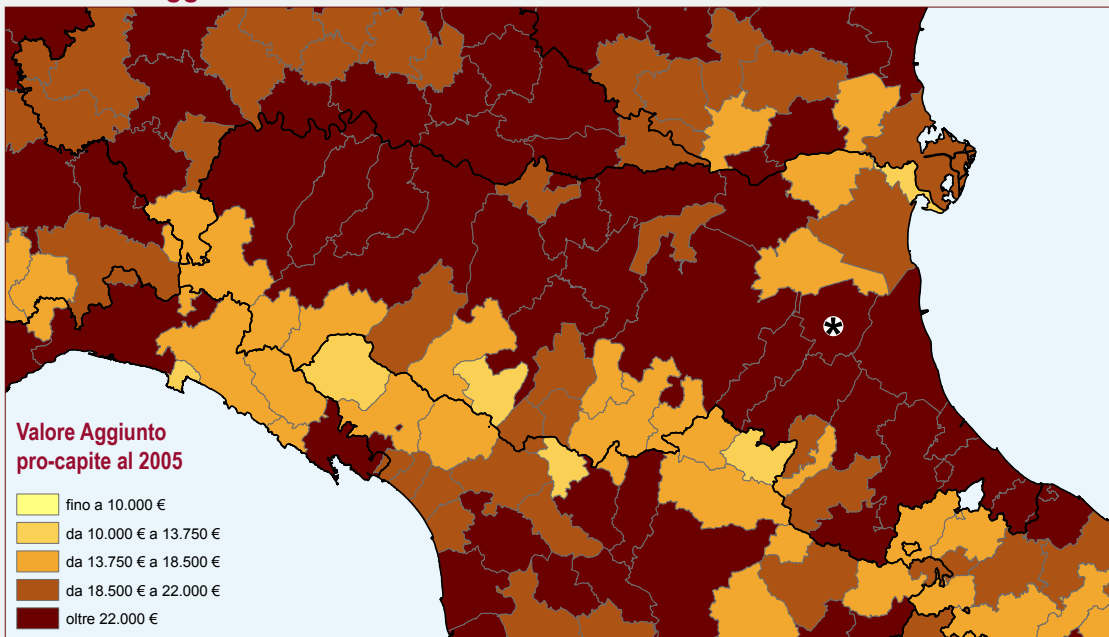 Valore Aggiunto
pro-capite al 2005
fino a 10.000 €
da 10.000 € a 13.750 €
da 13.750 € a 18.500 €
da 18.500 € a 22.000 €
oltre 22.000 €